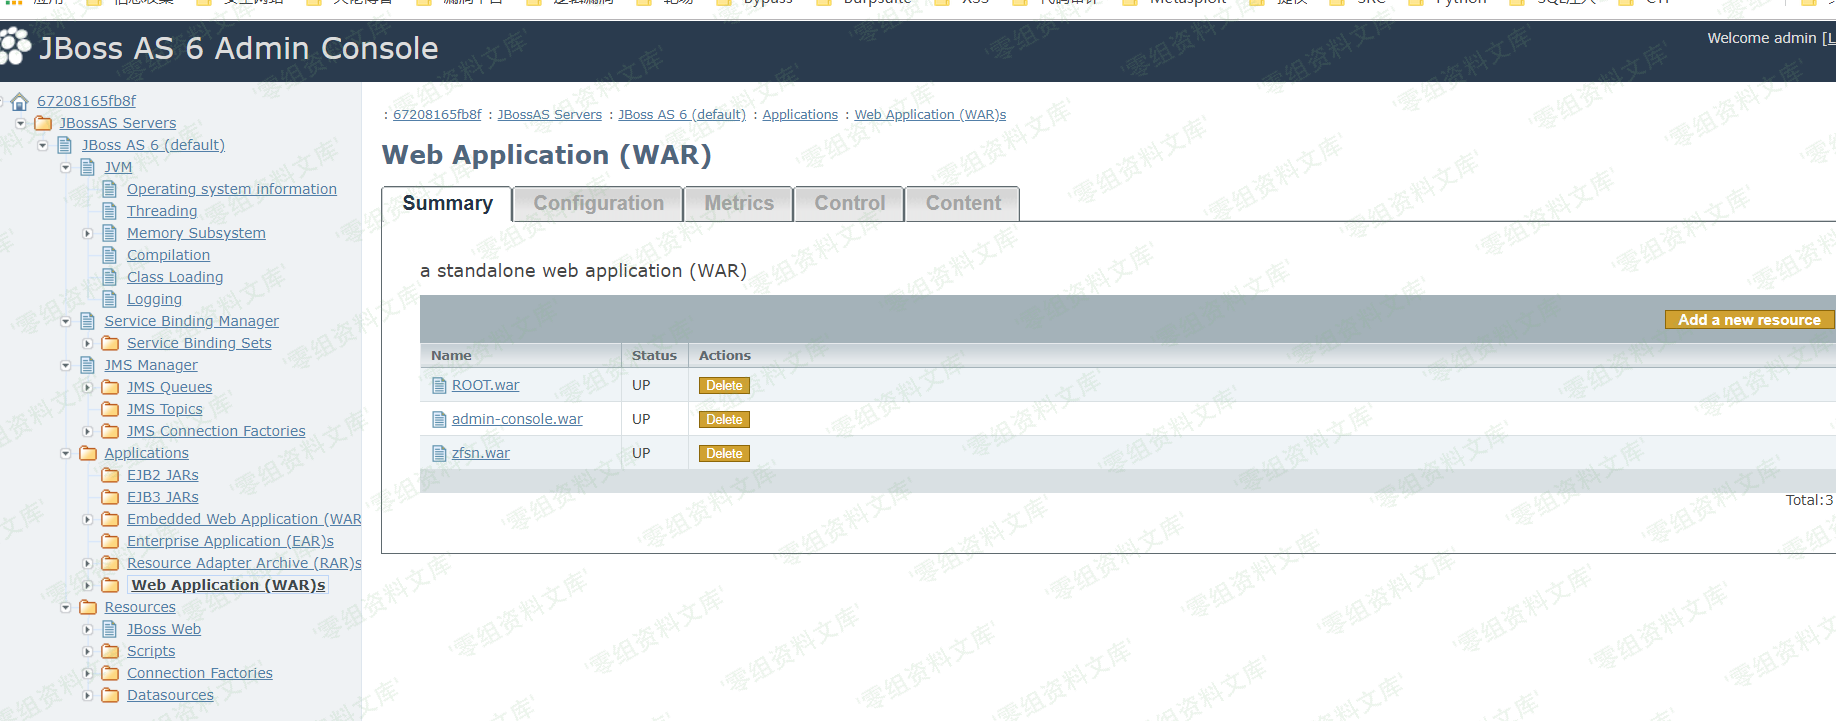 JBoss AS 6 Admin Console
Welcome admin [L
67208165fb8f
JBossAS Servers
JBoss AS 6 (default)
JVM
Operating system information
Threading
Memory Subsystem
Compilation
Class Loading
Logging
Service Binding Manager
Service Binding Sets
JMS Manager
JMS Queues
JMS Topics
JMS Connection Factories
Applications
EJB2 JARs
EJB3 JARs
Embedded Web Application (WAR
Enterprise Application (EAR)s
Resource Adapter Archive (RAR)s
Web Application (WAR)s
Resources
JBoss Web
Scripts
Connection Factories
Datasources
: 67208165fb8f : JBossAS Servers : JBoss AS 6 (default) : Applications : Web Application (WAR)s
Web Application (WAR)
Summary Configuration Metrics Control Content
a standalone web application (WAR)
Add a new resource
Name Status Actions
ROOT.war UP Delete
admin-console.war UP Delete
zfsn.war UP Delete
Total:3
'零组资料文库'